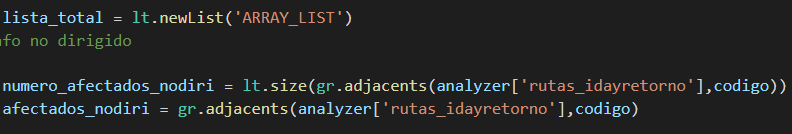 lista_total = lt.newList('ARRAY_LIST')
afo no dirigido
numero_afectados_nodiri = lt.size(gr.adjacents(analyzer['rutas_idayretorno'],codigo))
afectados_nodiri = gr.adjacents(analyzer['rutas_idayretorno'],codigo)